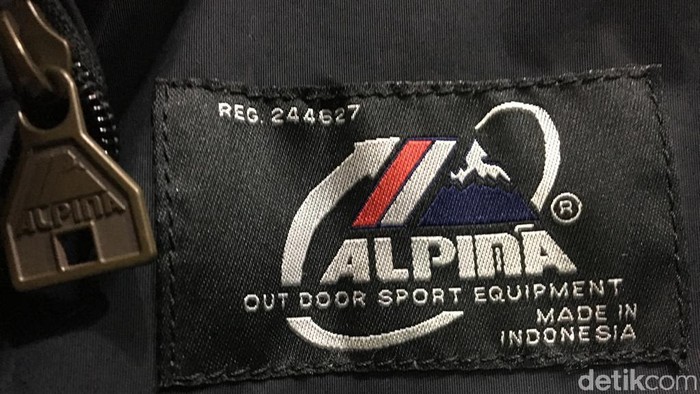 REG. 244627
ALPINA
®
ALPINA
OUT DOOR SPORT EQUIPMENT
MADE IN
INDONESIA
detikcom